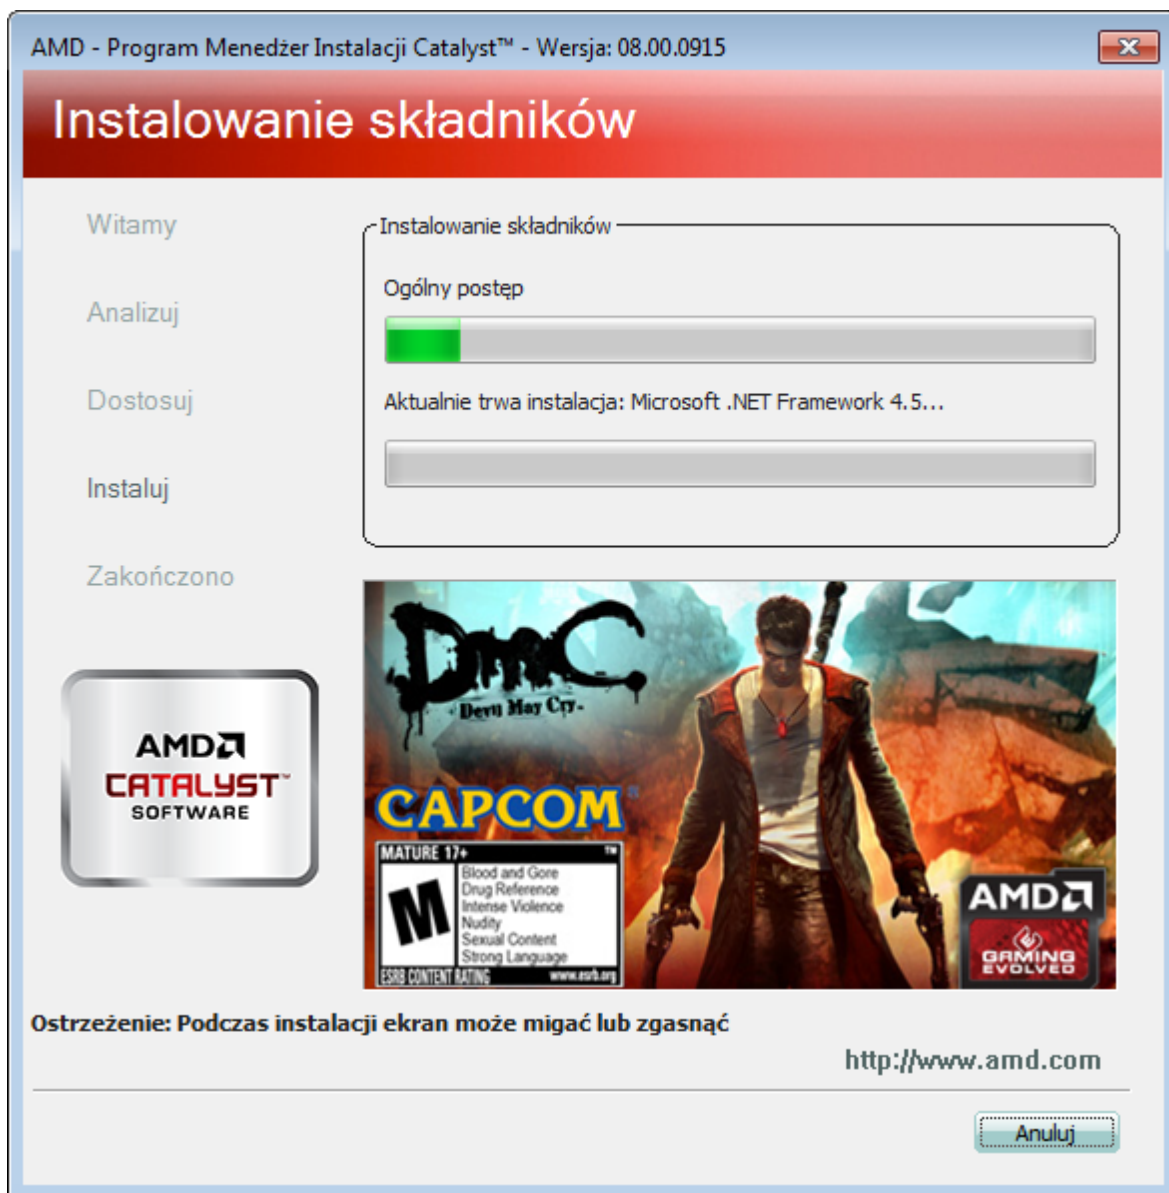 AMD - Program Menedżer Instalacji Catalyst™ - Wersja: 08.00.0915
Instalowanie składników
Witamy
Analizuj
Dostosuj
Instaluj
Zakończono
Instalowanie składników
Ogólny postęp
Aktualnie trwa instalacja: Microsoft .NET Framework 4.5...
AMD
CATALYST™
SOFTWARE
DmC
Devil May Cry™
CAPCOM®
MATURE 17+ ™
M
Blood and Gore
Drug Reference
Intense Violence
Nudity
Sexual Content
Strong Language
ESRB CONTENT RATING www.esrb.org
AMD
GAMING
EVOLVED
Ostrzeżenie: Podczas instalacji ekran może migać lub zgasnąć
http://www.amd.com
Anuluj